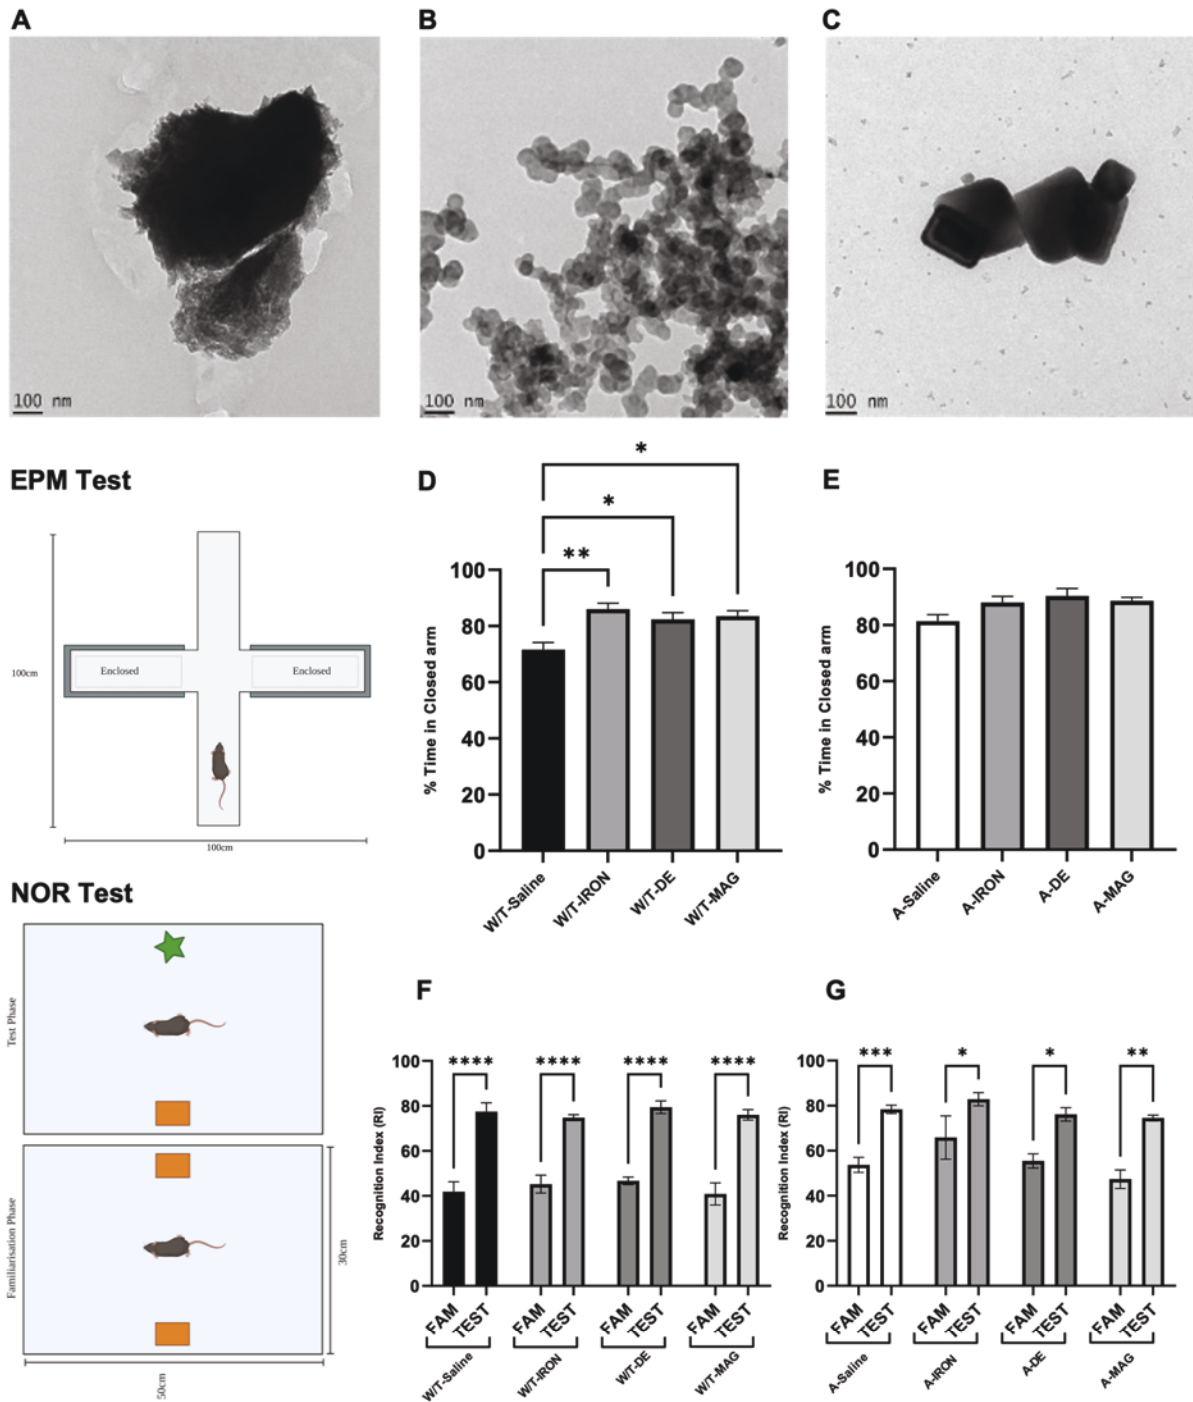 A
B
C
100 nm
100 nm
100 nm
EPM Test
Enclosed
Enclosed
100cm
100cm
D
*
*
**
% Time in Closed arm
100
80
60
40
20
0
W/T-Saline
W/T-IRON
W/T-DE
W/T-MAG
E
% Time in Closed arm
100
80
60
40
20
0
A-Saline
A-IRON
A-DE
A-MAG
NOR Test
Test Phase
Familiarisation Phase
30cm
50cm
F
Recognition Index (RI)
100
80
60
40
20
0
****
****
****
****
FAM
TEST
FAM
TEST
FAM
TEST
FAM
TEST
W/T-Saline
W/T-IRON
W/T-DE
W/T-MAG
G
Recognition Index (RI)
100
80
60
40
20
0
***
*
*
**
FAM
TEST
FAM
TEST
FAM
TEST
FAM
TEST
A-Saline
A-IRON
A-DE
A-MAG